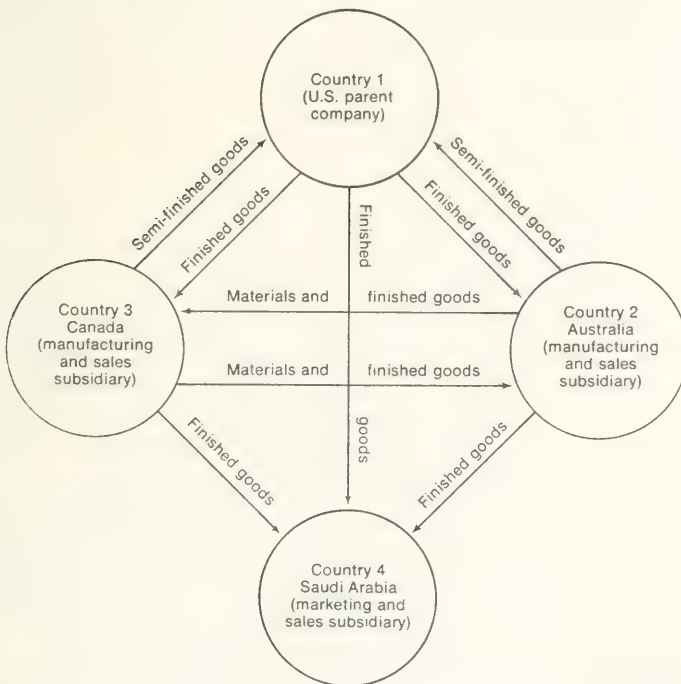 Country 1
(U.S. parent
company)
Semi-finished goods
Finished goods
Finished
goods
Finished goods
Semi-finished goods
Country 3
Canada
(manufacturing
and sales
subsidiary)
Materials and finished goods
Materials and finished goods
Country 2
Australia
(manufacturing
and sales
subsidiary)
Finished goods
Finished goods
Country 4
Saudi Arabia
(marketing and
sales subsidiary)